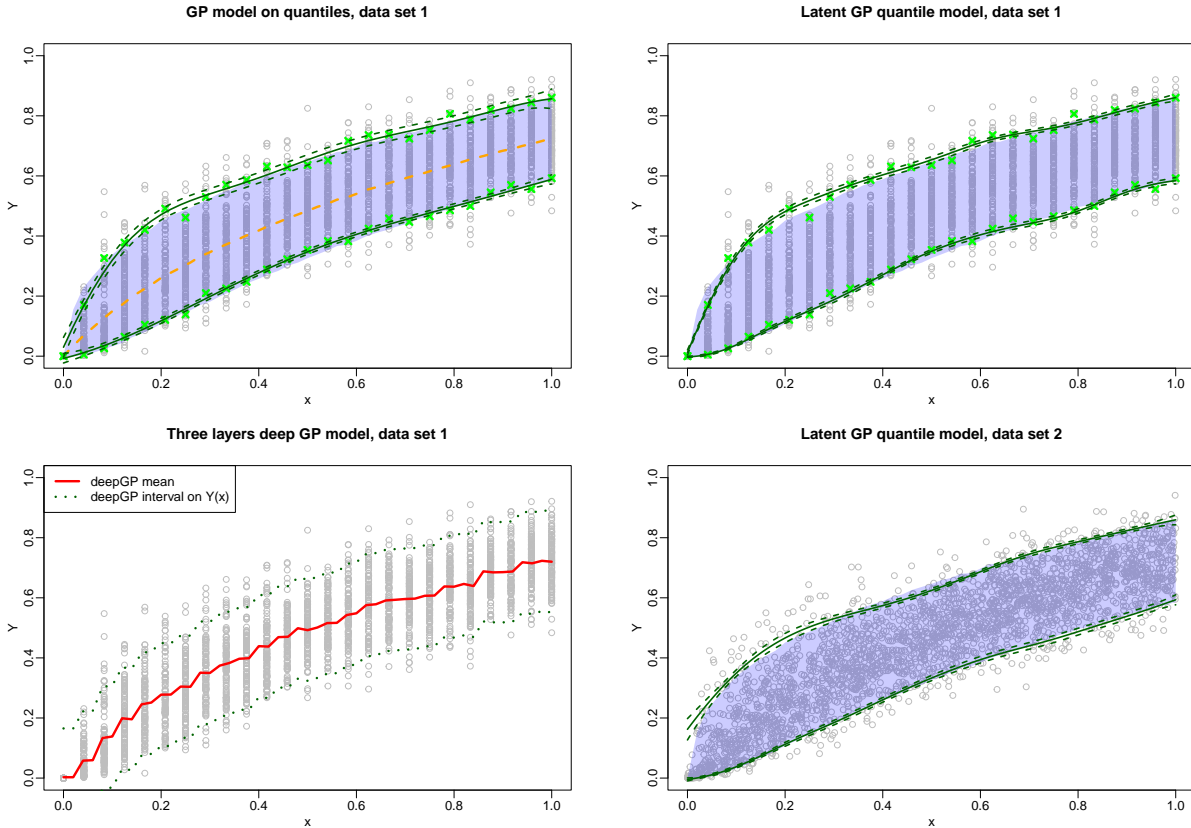 GP model on quantiles, data set 1
Y
0.0 0.2 0.4 0.6 0.8 1.0
0.0 0.2 0.4 0.6 0.8 1.0
x
Latent GP quantile model, data set 1
Y
0.0 0.2 0.4 0.6 0.8 1.0
0.0 0.2 0.4 0.6 0.8 1.0
x
Three layers deep GP model, data set 1
deepGP mean
deepGP interval on Y(x)
Y
0.0 0.2 0.4 0.6 0.8 1.0
0.0 0.2 0.4 0.6 0.8 1.0
x
Latent GP quantile model, data set 2
Y
0.0 0.2 0.4 0.6 0.8 1.0
0.0 0.2 0.4 0.6 0.8 1.0
x